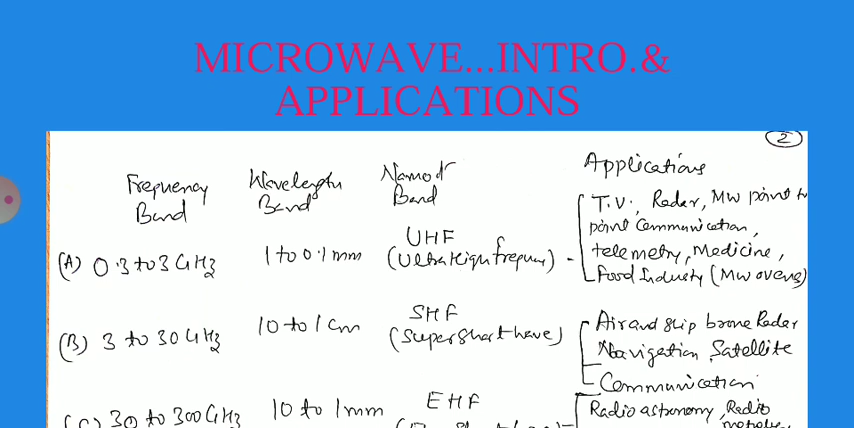 MICROWAVE...INTRO.&
APPLICATIONS
2
Frequency Band
Wavelength Band
Name of Band
Applications
(A) 0.3 to 3 GHz
1 to 0.1 mm
UHF
(Ultra High frequency)
T.V., Radar, MW point to
point Communication,
telemetry, Medicine,
Food Industry (MW ovens)
(B) 3 to 30 GHz
10 to 1 cm
SHF
(Super Short wave)
Air and ship borne Radar
Navigation Satellite
Communication
(C) 30 to 300 GHz
10 to 1 mm
EHF
Radio astronomy, Radio